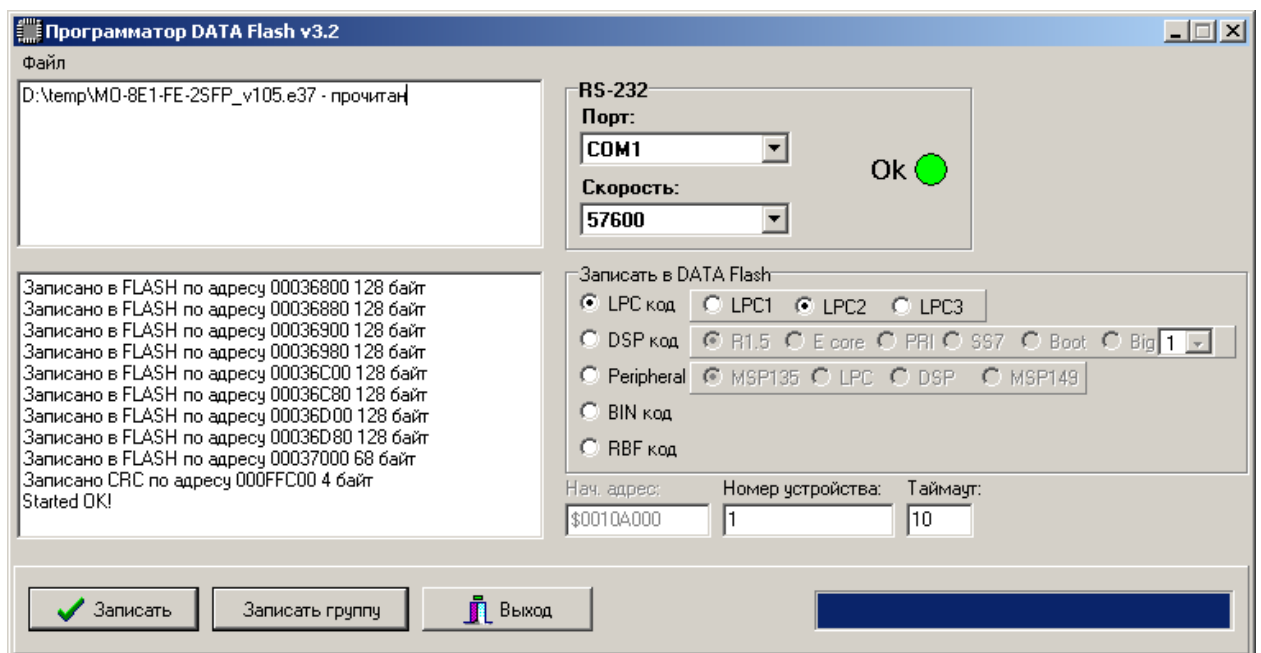 Программатор DATA Flash v3.2
Файл
D:\temp\MO-8E1-FE-2SFP_v105.e37 - прочитан
RS-232
Порт:
COM1
Ok
Скорость:
57600
Записано в FLASH по адресу 00036800 128 байт
Записано в FLASH по адресу 00036880 128 байт
Записано в FLASH по адресу 00036900 128 байт
Записано в FLASH по адресу 00036980 128 байт
Записано в FLASH по адресу 00036C00 128 байт
Записано в FLASH по адресу 00036C80 128 байт
Записано в FLASH по адресу 00036D00 128 байт
Записано в FLASH по адресу 00036D80 128 байт
Записано в FLASH по адресу 00037000 68 байт
Записано CRC по адресу 000FFC00 4 байт
Started OK!
Записать в DATA Flash
LPC код LPC1 LPC2 LPC3
DSP код R1.5 E core PRI SS7 Boot Big 1
Peripheral MSP135 LPC DSP MSP149
BIN код
RBF код
Нач. адрес: Номер устройства: Таймаут:
$0010A000 1 10
Записать Записать группу Выход